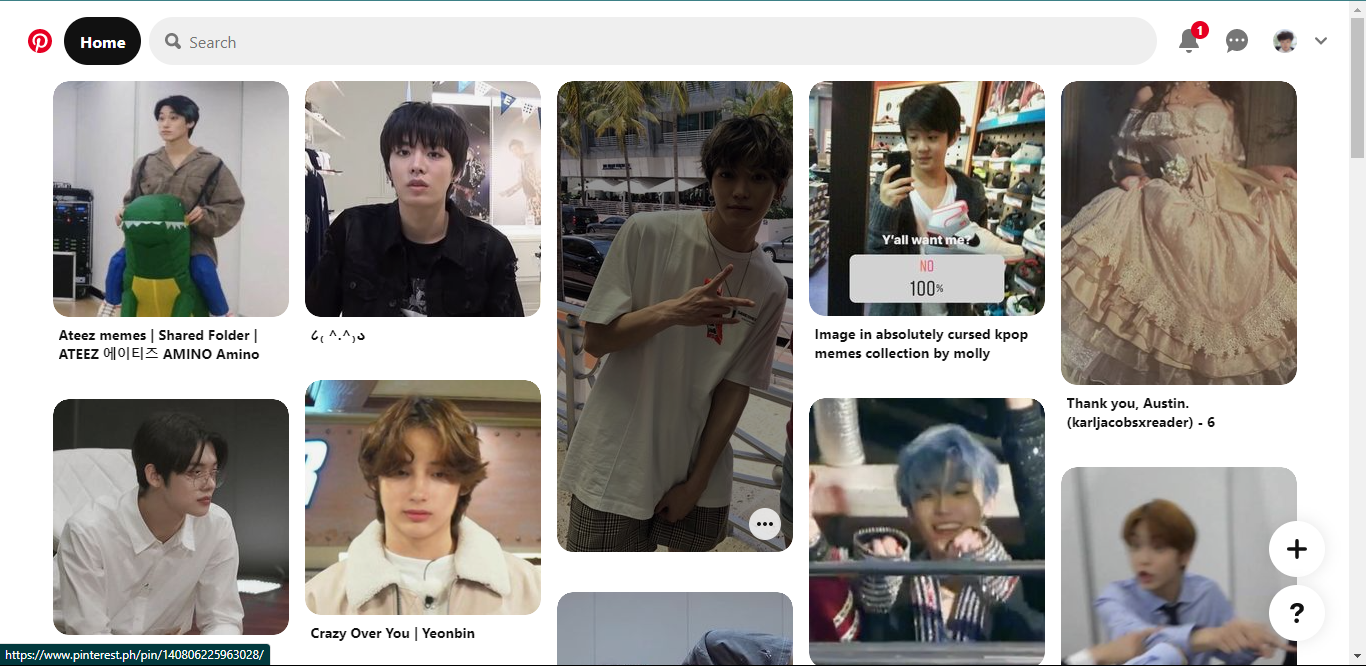 Home
Search
1
Y'all want me?
NO
100%
Ateez memes | Shared Folder |
ATEEZ 에이티즈 AMINO Amino
૮₍ ^.^₎ა
Image in absolutely cursed kpop
memes collection by molly
Thank you, Austin.
(karljacobsxreader) - 6
Crazy Over You | Yeonbin
https://www.pinterest.ph/pin/140806225963028/